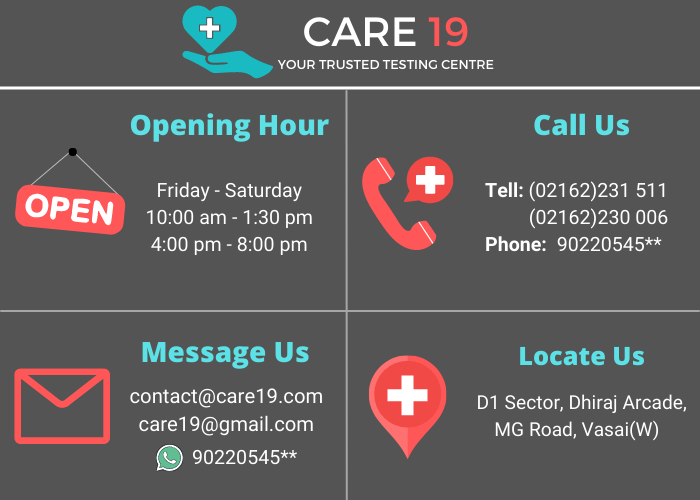 CARE 19
YOUR TRUSTED TESTING CENTRE
Opening Hour
OPEN
Friday - Saturday
10:00 am - 1:30 pm
4:00 pm - 8:00 pm
Call Us
Tell: (02162)231 511
(02162)230 006
Phone: 90220545**
Message Us
contact@care19.com
care19@gmail.com
90220545**
Locate Us
D1 Sector, Dhiraj Arcade,
MG Road, Vasai(W)